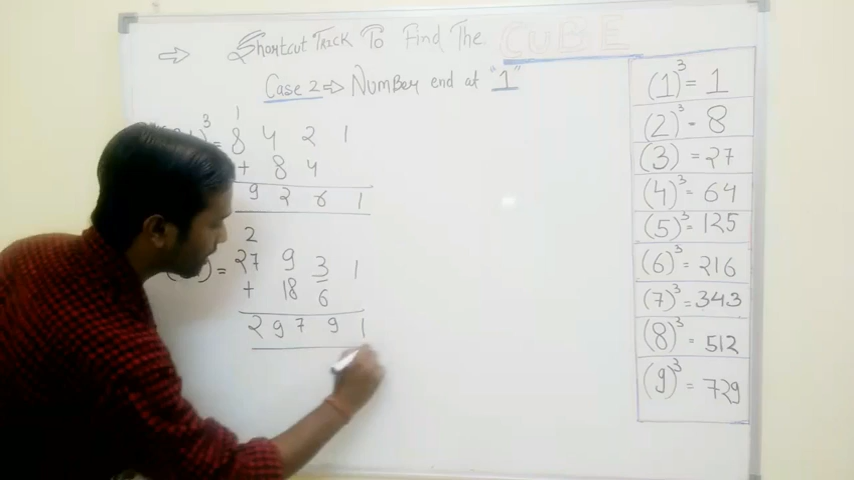 ⇨ Shortcut Trick To Find The CUBE
Case 2 ⇨ Number end at "1"
1
3 = 8 4 2 1
+ 8 4
9 2 6 1
2
) = 27 9 3 1
+ 18 6
2 9 7 9 1
(1)³ = 1
(2)³ = 8
(3) = 27
(4)³ = 64
(5)³ = 125
(6)³ = 216
(7)³ = 343
(8)³ = 512
(9)³ = 729